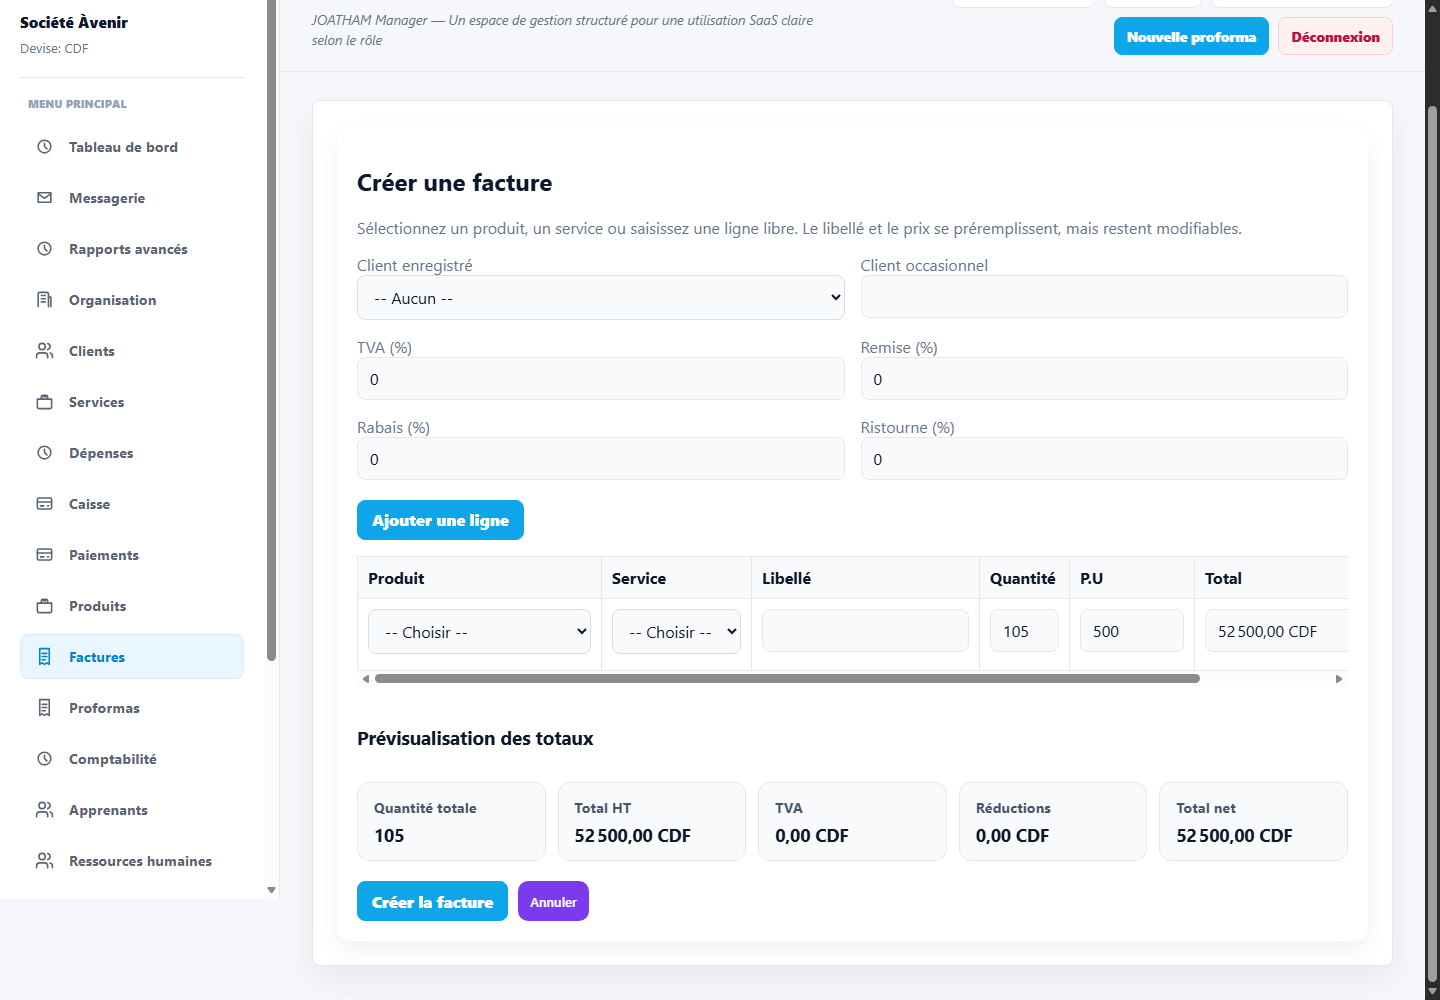 Société Àvenir
Devise: CDF
MENU PRINCIPAL
Tableau de bord
Messagerie
Rapports avancés
Organisation
Clients
Services
Dépenses
Caisse
Paiements
Produits
Factures
Proformas
Comptabilité
Apprenants
Ressources humaines
JOATHAM Manager — Un espace de gestion structuré pour une utilisation SaaS claire
selon le rôle
Nouvelle proforma
Déconnexion
Créer une facture
Sélectionnez un produit, un service ou saisissez une ligne libre. Le libellé et le prix se préremplissent, mais restent modifiables.
Client enregistré
-- Aucun --
Client occasionnel
TVA (%)
0
Remise (%)
0
Rabais (%)
0
Ristourne (%)
0
Ajouter une ligne
Produit Service Libellé Quantité P.U Total
-- Choisir -- -- Choisir -- 105 500 52 500,00 CDF
Prévisualisation des totaux
Quantité totale
105
Total HT
52 500,00 CDF
TVA
0,00 CDF
Réductions
0,00 CDF
Total net
52 500,00 CDF
Créer la facture
Annuler